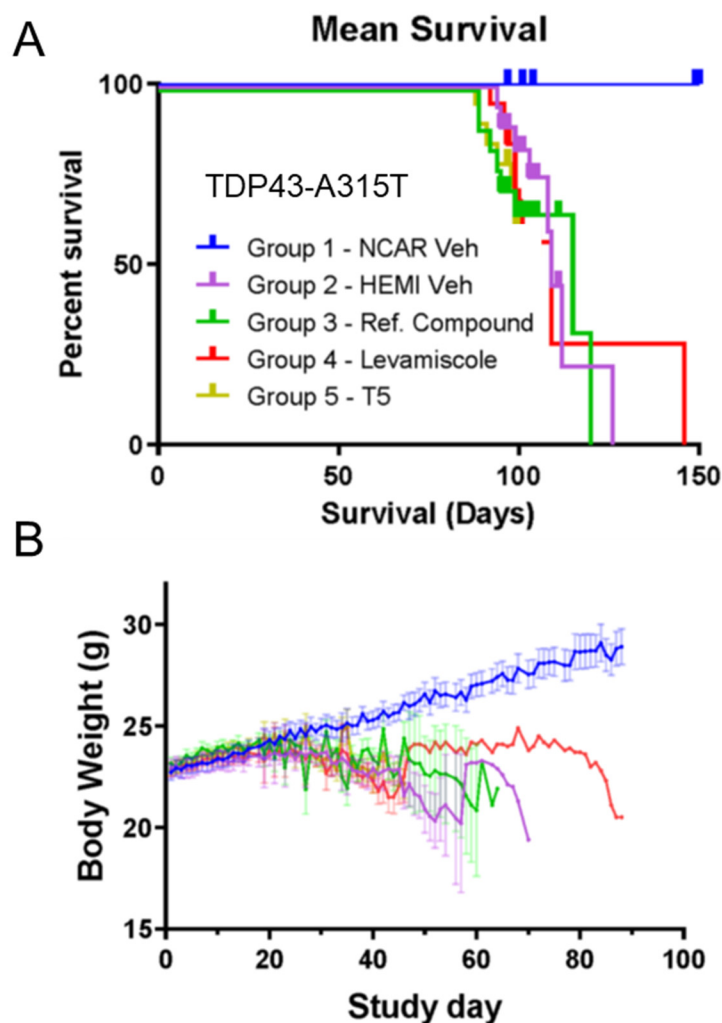 A
Mean Survival
Percent survival
100
50
0
TDP43-A315T
Group 1 - NCAR Veh
Group 2 - HEMI Veh
Group 3 - Ref. Compound
Group 4 - Levamiscole
Group 5 - T5
0 50 100 150
Survival (Days)
B
Body Weight (g)
30
25
20
15
0 20 40 60 80 100
Study day